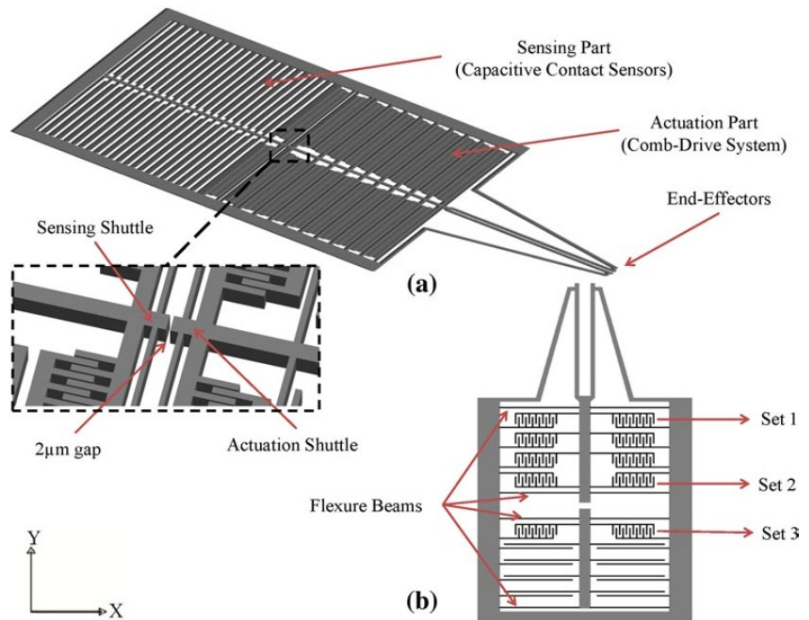 Sensing Part
(Capacitive Contact Sensors)
Actuation Part
(Comb-Drive System)
End-Effectors
Sensing Shuttle
(a)
2µm gap
Actuation Shuttle
Set 1
Set 2
Flexure Beams
Set 3
Y
X
(b)